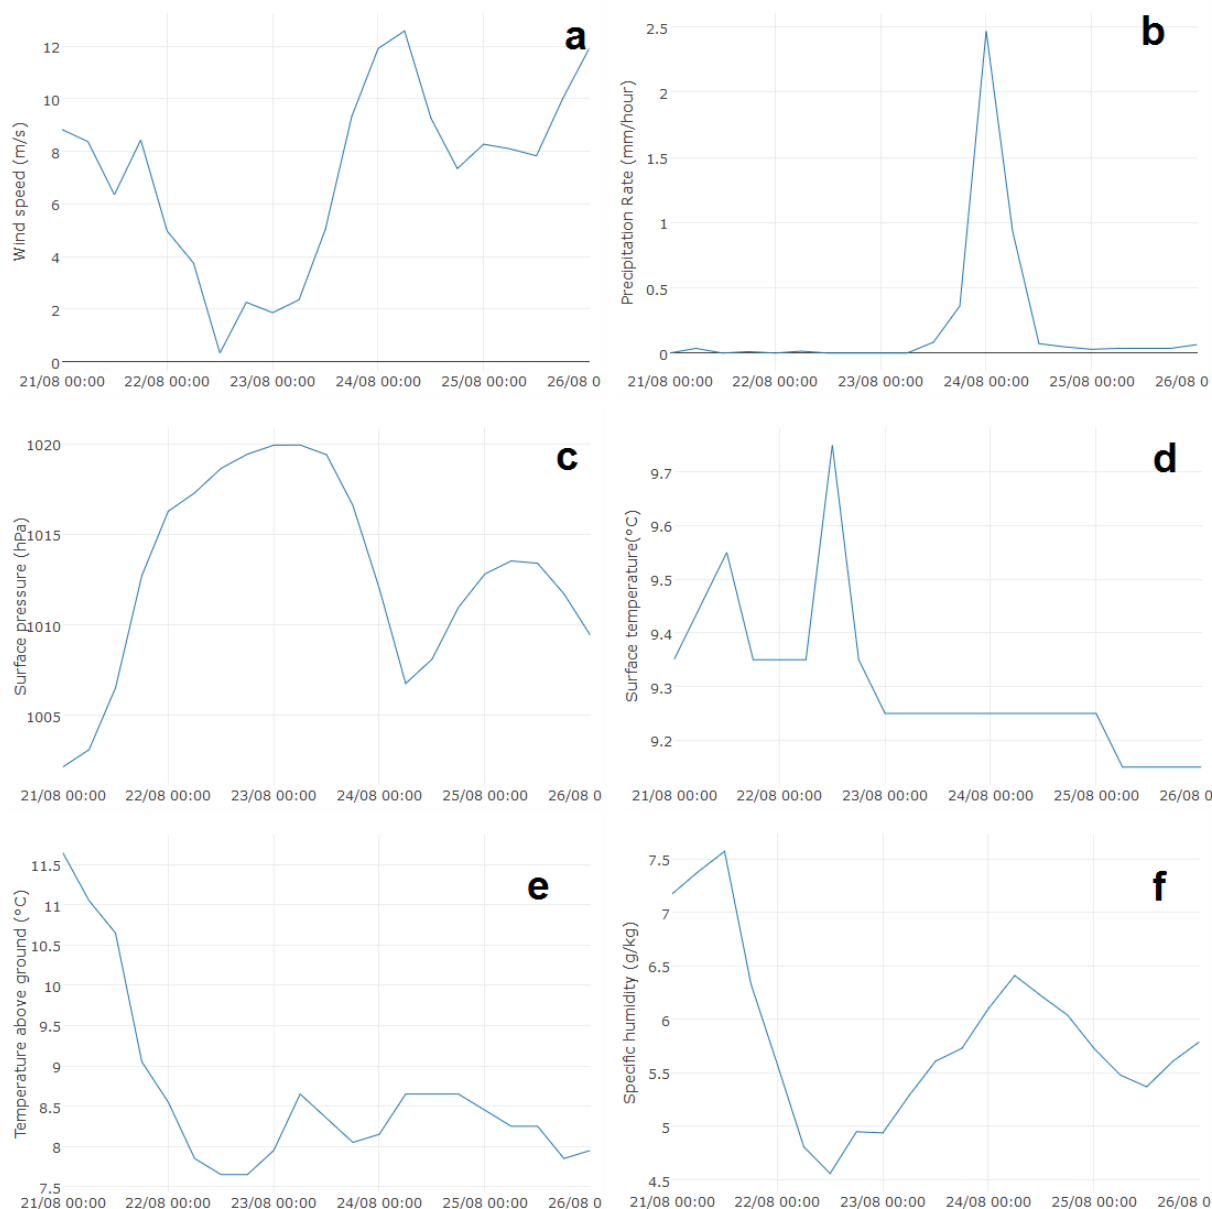 a
Wind speed (m/s)
12
10
8
6
4
2
0
21/08 00:00 22/08 00:00 23/08 00:00 24/08 00:00 25/08 00:00 26/08 0
b
Precipitation Rate (mm/hour)
2.5
2
1.5
1
0.5
0
21/08 00:00 22/08 00:00 23/08 00:00 24/08 00:00 25/08 00:00 26/08 0
c
Surface pressure (hPa)
1020
1015
1010
1005
21/08 00:00 22/08 00:00 23/08 00:00 24/08 00:00 25/08 00:00 26/08 0
d
Surface temperature(°C)
9.7
9.6
9.5
9.4
9.3
9.2
21/08 00:00 22/08 00:00 23/08 00:00 24/08 00:00 25/08 00:00 26/08 0
e
Temperature above ground (°C)
11.5
11
10.5
10
9.5
9
8.5
8
7.5
21/08 00:00 22/08 00:00 23/08 00:00 24/08 00:00 25/08 00:00 26/08 0
f
Specific humidity (g/kg)
7.5
7
6.5
6
5.5
5
4.5
21/08 00:00 22/08 00:00 23/08 00:00 24/08 00:00 25/08 00:00 26/08 0